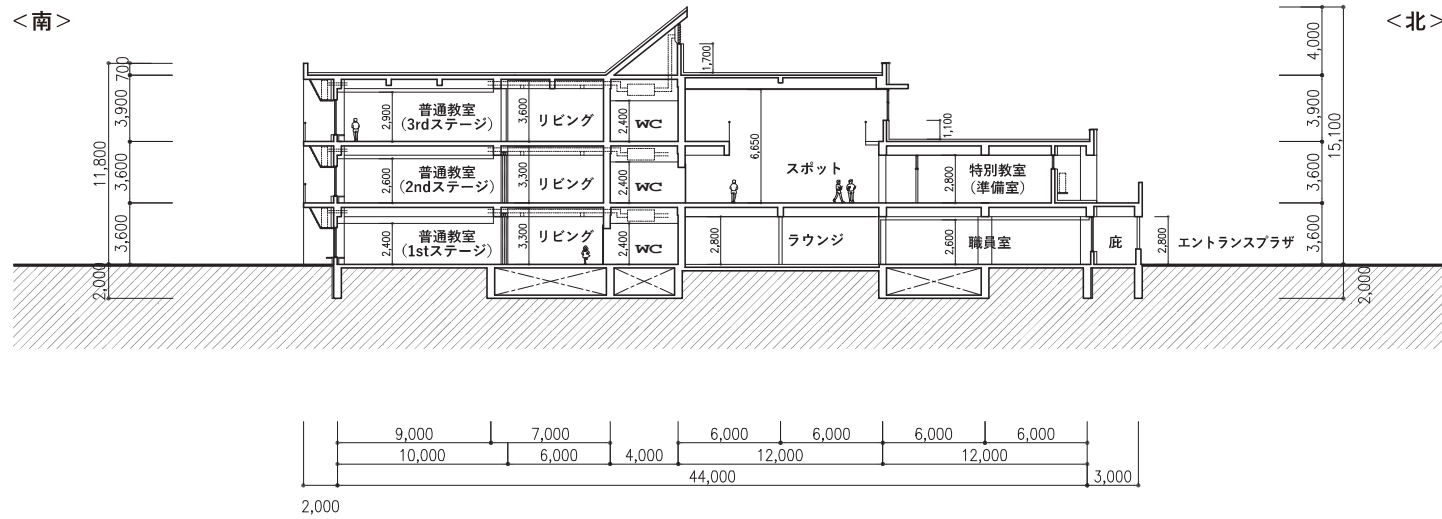 <南>
<北>
700
3,900
3,600
3,600
11,800
2,000
4,000
3,900
3,600
3,600
15,100
2,000
1,700
2,900
普通教室
(3rdステージ)
3,600
リビング
2,400
WC
1,100
2,600
普通教室
(2ndステージ)
3,300
リビング
2,400
WC
6,650
スポット
2,800
特別教室
(準備室)
2,400
普通教室
(1stステージ)
3,300
リビング
2,400
WC
2,800
ラウンジ
2,600
職員室
庇
2,800
エントランスプラザ
9,000
7,000
6,000
6,000
6,000
6,000
10,000
6,000
4,000
12,000
12,000
44,000
3,000
2,000